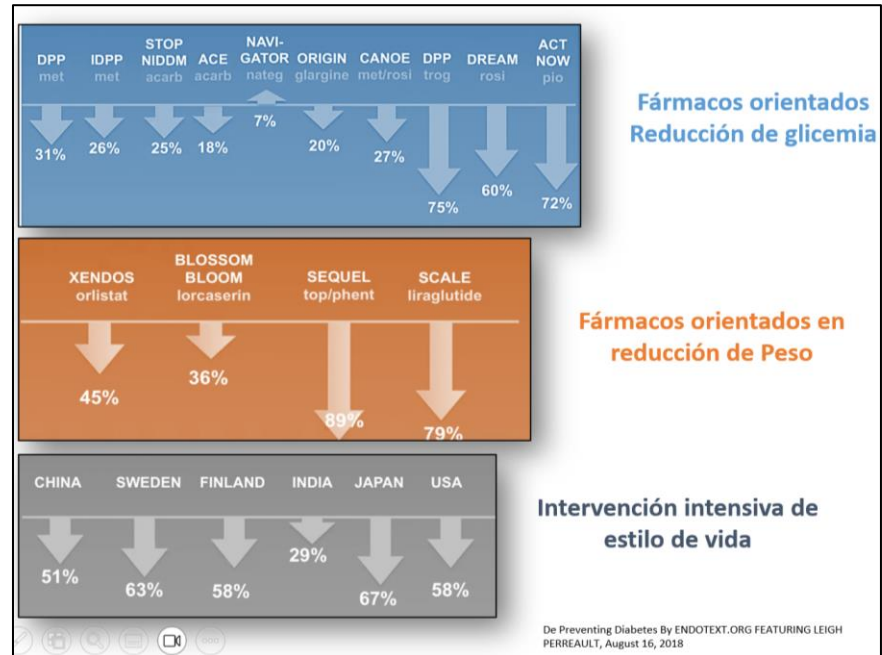 DPP
met
IDPP
met
STOP
NIDDM
acarb
ACE
acarb
NAVI-
GATOR
nateg
ORIGIN
glargine
CANOE
met/rosi
DPP
trog
DREAM
rosi
ACT
NOW
pio
31%
26%
25%
18%
7%
20%
27%
75%
60%
72%
Fármacos orientados
Reducción de glicemia
XENDOS
orlistat
BLOSSOM
BLOOM
lorcaserin
SEQUEL
top/phent
SCALE
liraglutide
45%
36%
89%
79%
Fármacos orientados en
reducción de Peso
CHINA
SWEDEN
FINLAND
INDIA
JAPAN
USA
51%
63%
58%
29%
67%
58%
Intervención intensiva de
estilo de vida
De Preventing Diabetes By ENDOTEXT.ORG FEATURING LEIGH
PERREAULT, August 16, 2018